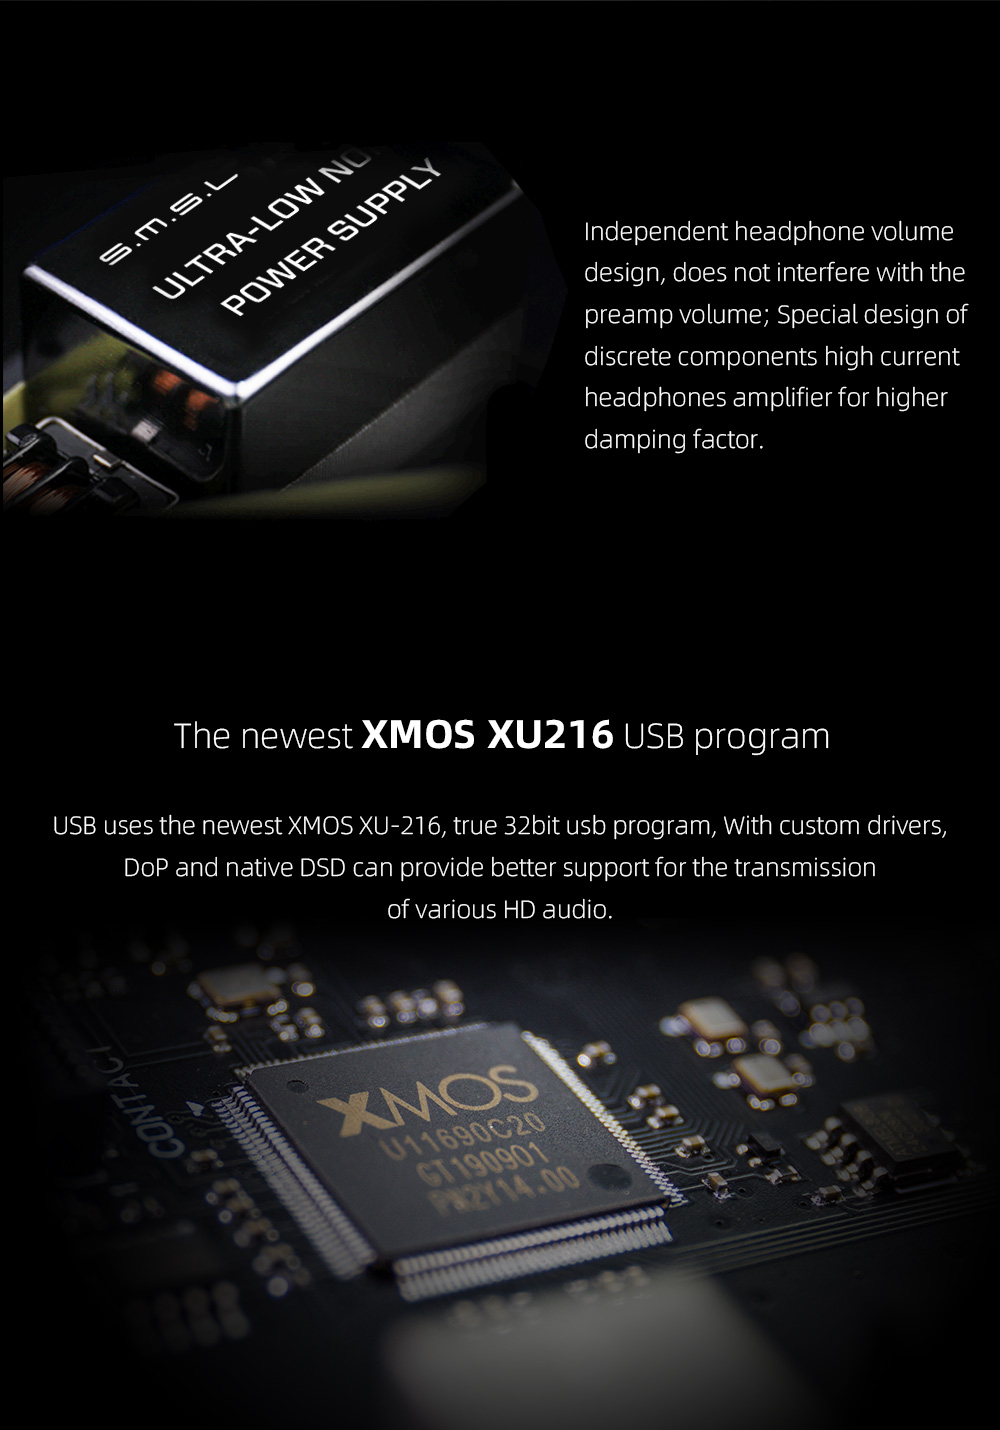 S.M.S.L
ULTRA-LOW
POWER SUPPLY
Independent headphone volume
design, does not interfere with the
preamp volume; Special design of
discrete components high current
headphones amplifier for higher
damping factor.
The newest XMOS XU216 USB program
USB uses the newest XMOS XU-216, true 32bit usb program, With custom drivers,
DoP and native DSD can provide better support for the transmission
of various HD audio.
CONTAC-I
XMOS
U11690C20
GT190901
PN2Y14.00